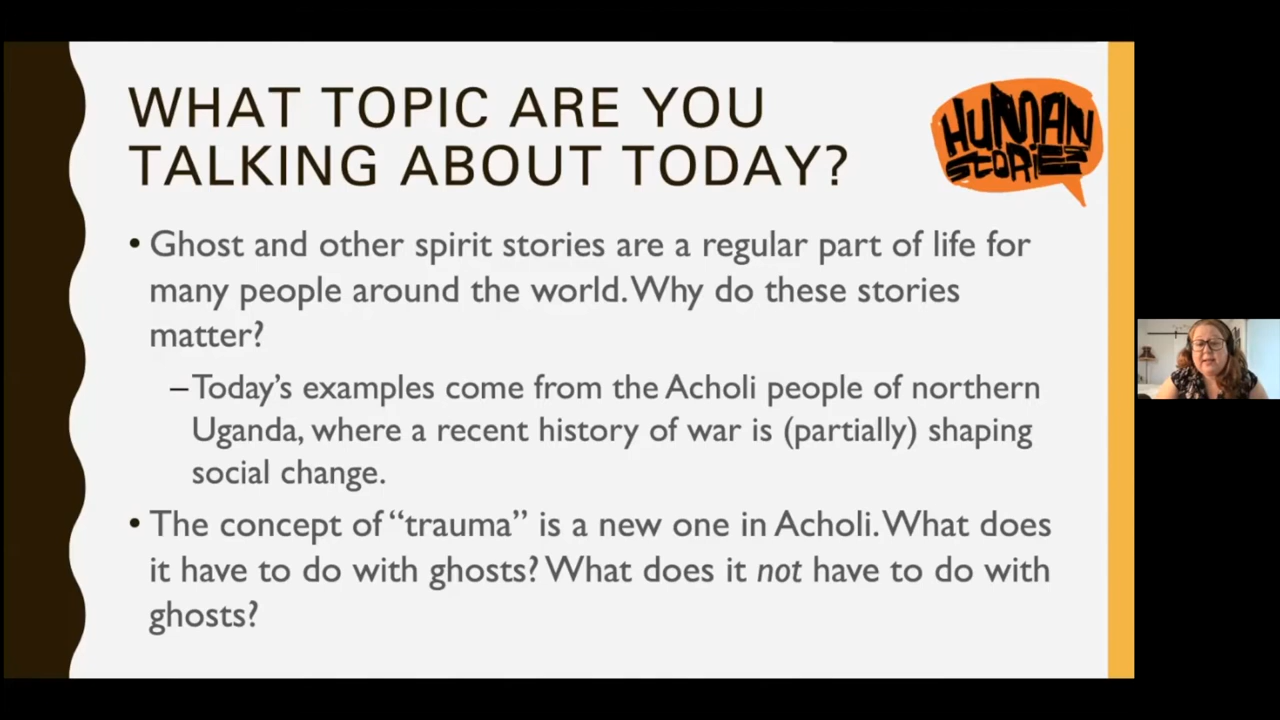 WHAT TOPIC ARE YOU
TALKING ABOUT TODAY?
HUMAN
STORIES
• Ghost and other spirit stories are a regular part of life for
many people around the world. Why do these stories
matter?
– Today's examples come from the Acholi people of northern
Uganda, where a recent history of war is (partially) shaping
social change.
• The concept of “trauma” is a new one in Acholi. What does
it have to do with ghosts? What does it not have to do with
ghosts?